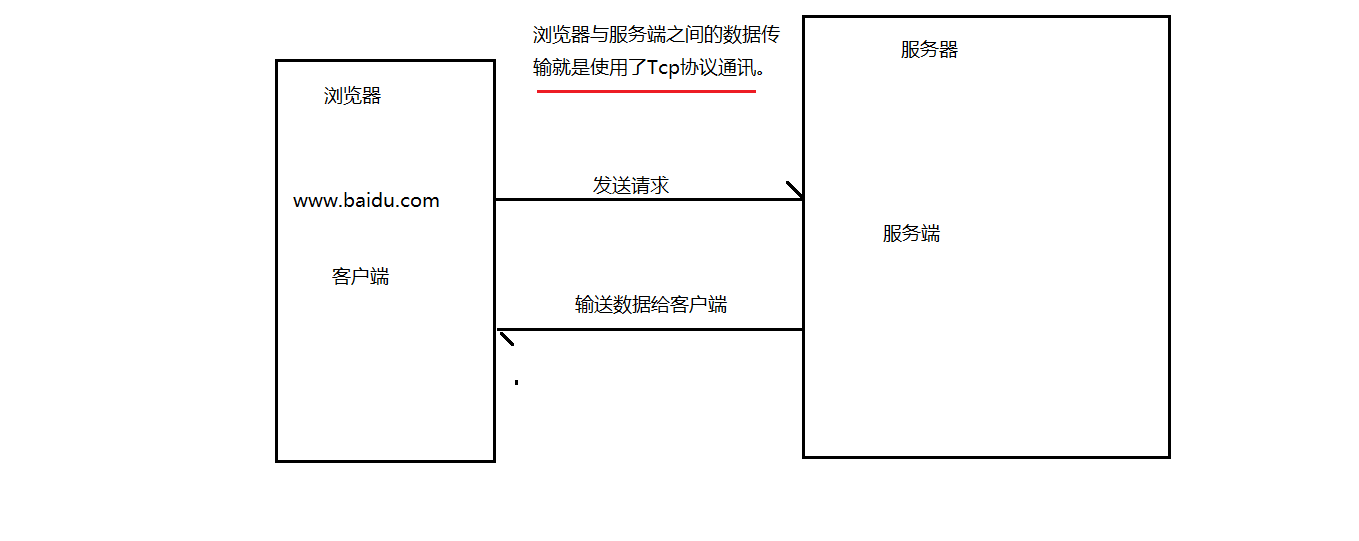 浏览器与服务端之间的数据传
输就是使用了Tcp协议通讯。
浏览器
www.baidu.com
客户端
发送请求
输送数据给客户端
服务器
服务端